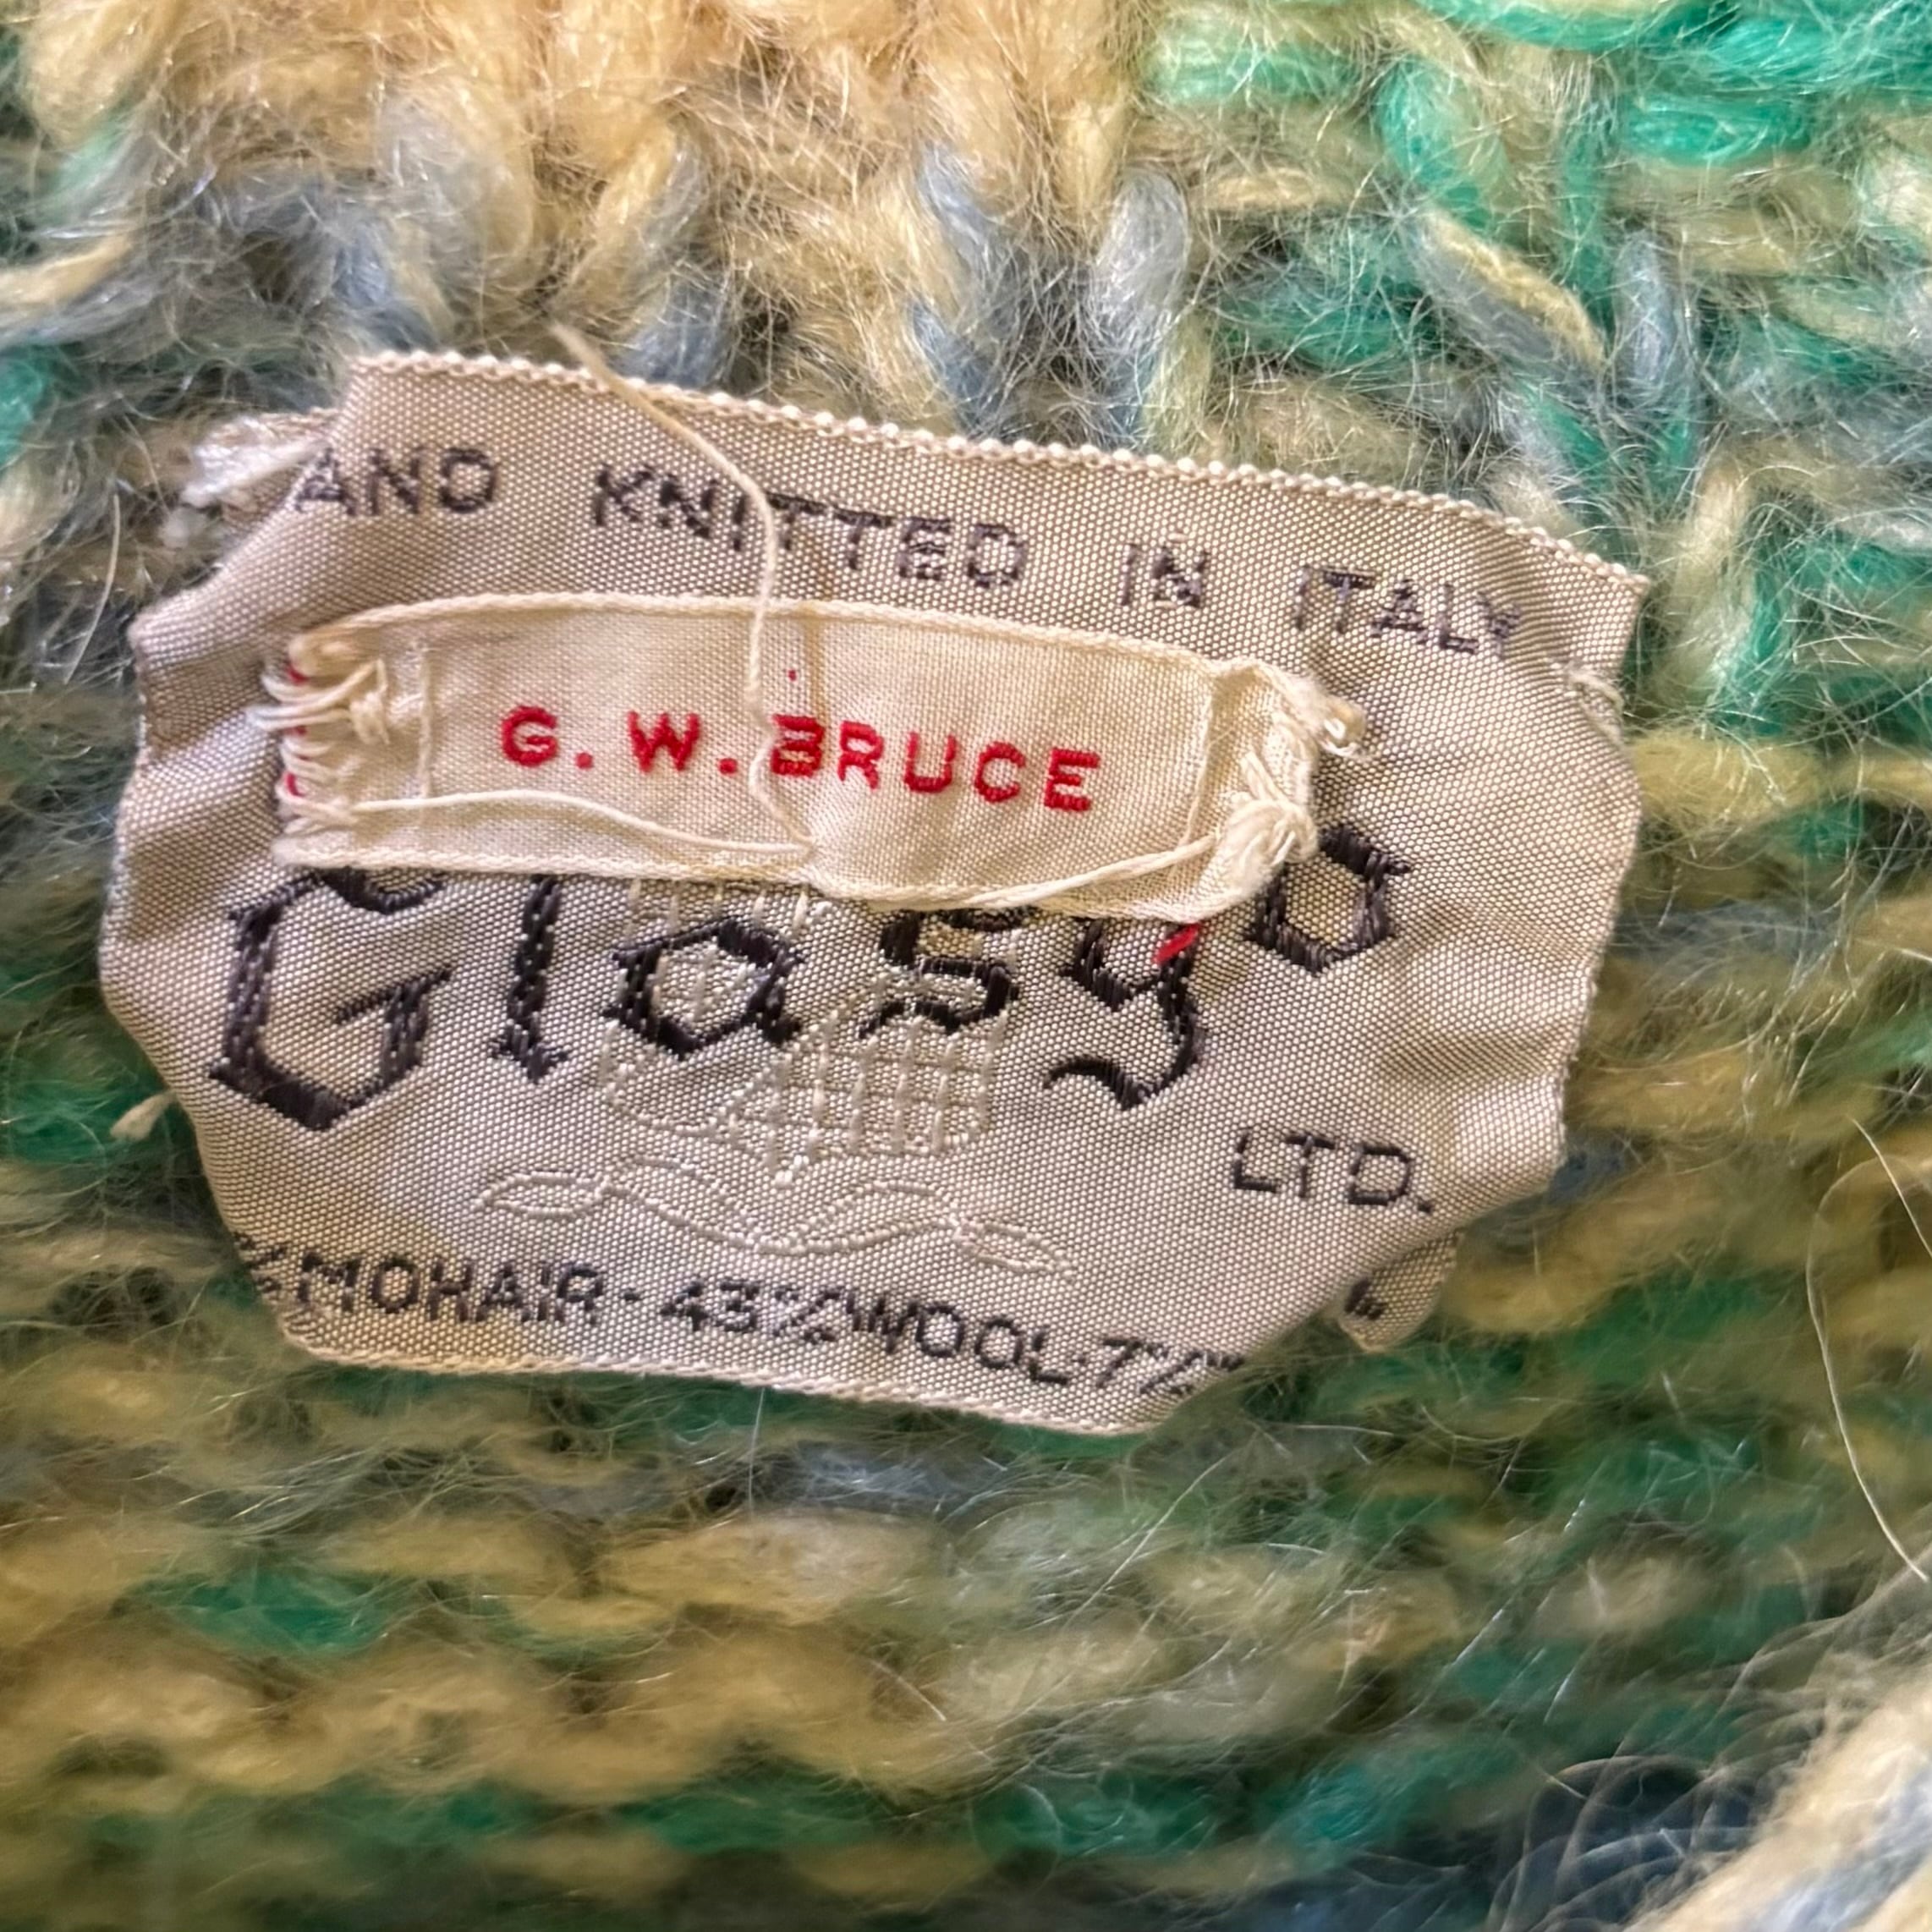 AND KNITTED IN ITALY
G. W. BRUCE
Glasgo
LTD.
% MOHAIR - 43% WOOL - 7%